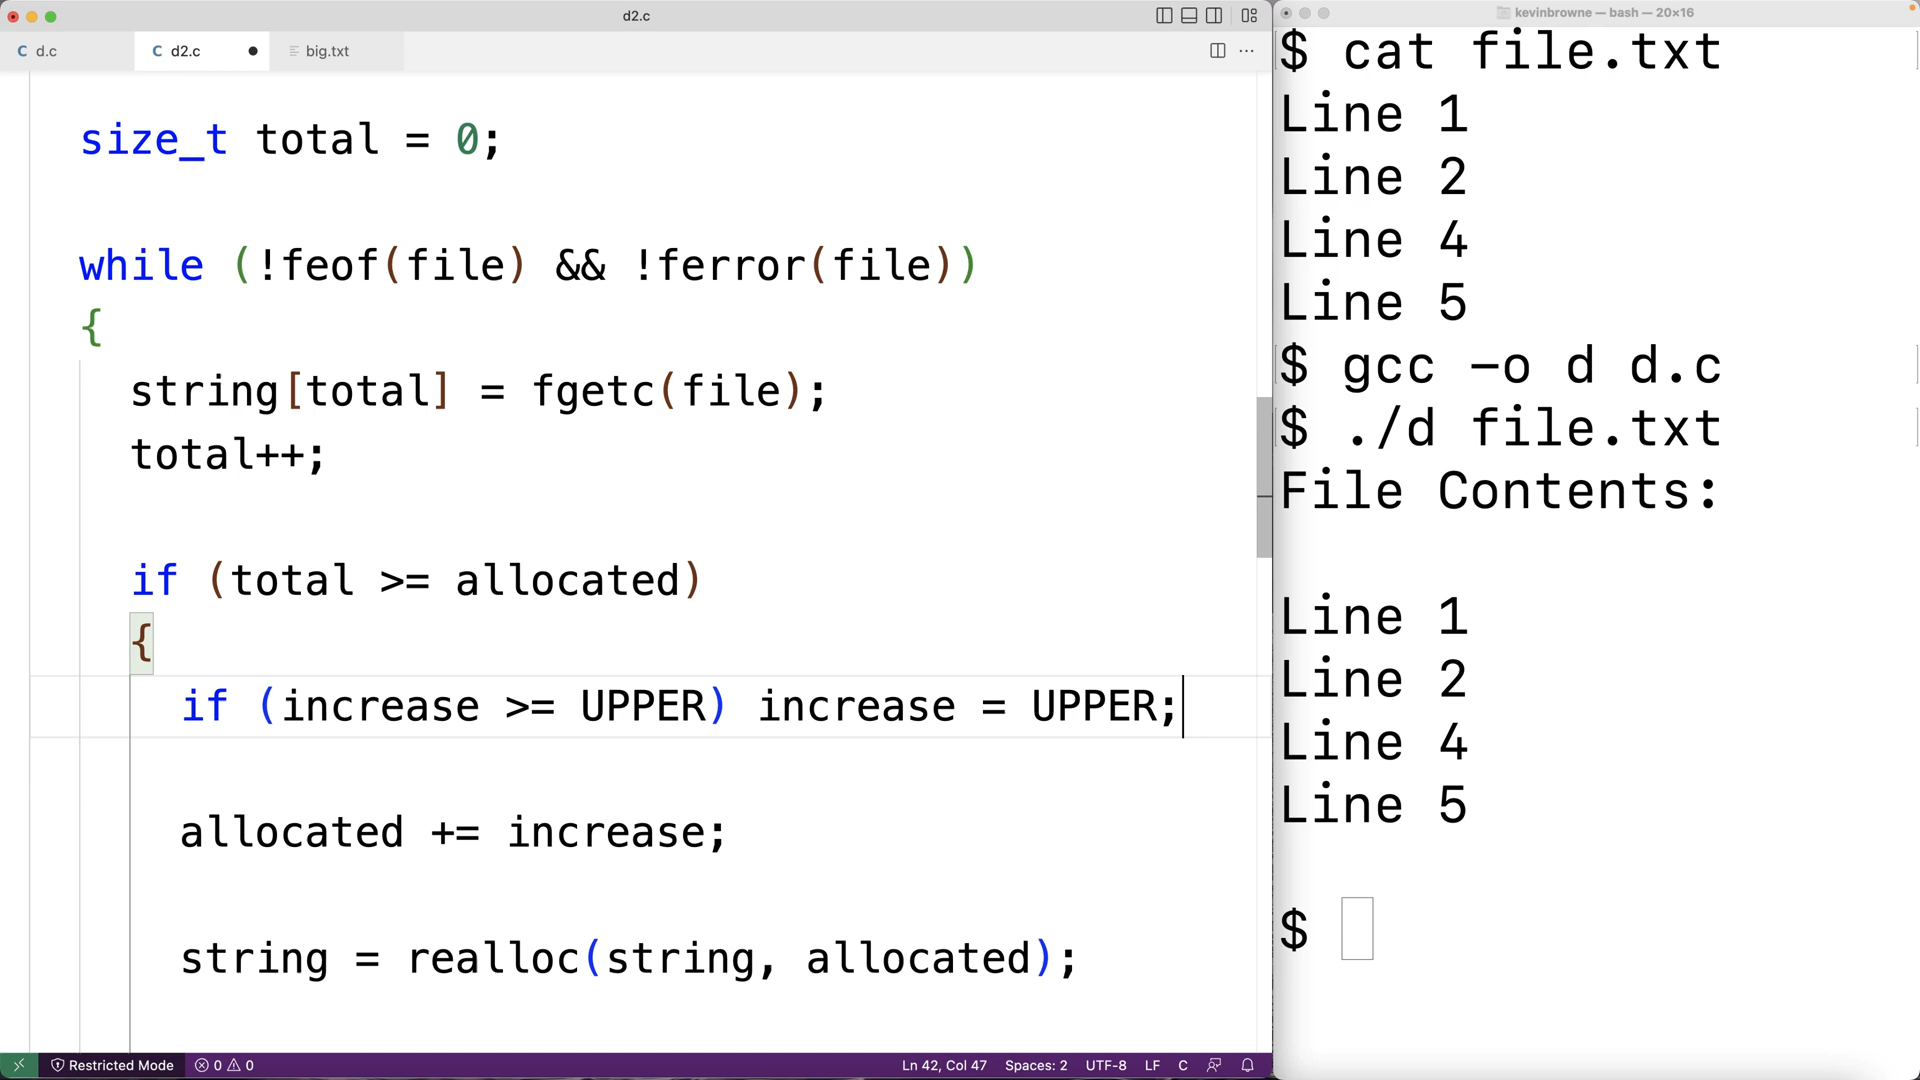 d2.c
C d.c
C d2.c
big.txt
size_t total = 0;
while (!feof(file) && !ferror(file))
{
string[total] = fgetc(file);
total++;
if (total >= allocated)
{
if (increase >= UPPER) increase = UPPER;
allocated += increase;
string = realloc(string, allocated);
Restricted Mode
0 0
Ln 42, Col 47
Spaces: 2
UTF-8
LF
C
kevinbrowne — bash — 20×16
$ cat file.txt
Line 1
Line 2
Line 4
Line 5
$ gcc -o d d.c
$ ./d file.txt
File Contents:
Line 1
Line 2
Line 4
Line 5
$